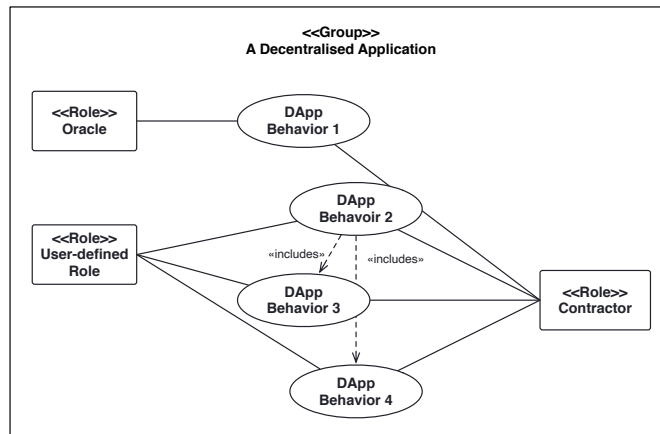 <<Group>>
A Decentralised Application
<<Role>>
Oracle
DApp
Behavior 1
DApp
Behavoir 2
<<Role>>
User-defined
Role
«includes»
«includes»
DApp
Behavior 3
<<Role>>
Contractor
DApp
Behavior 4